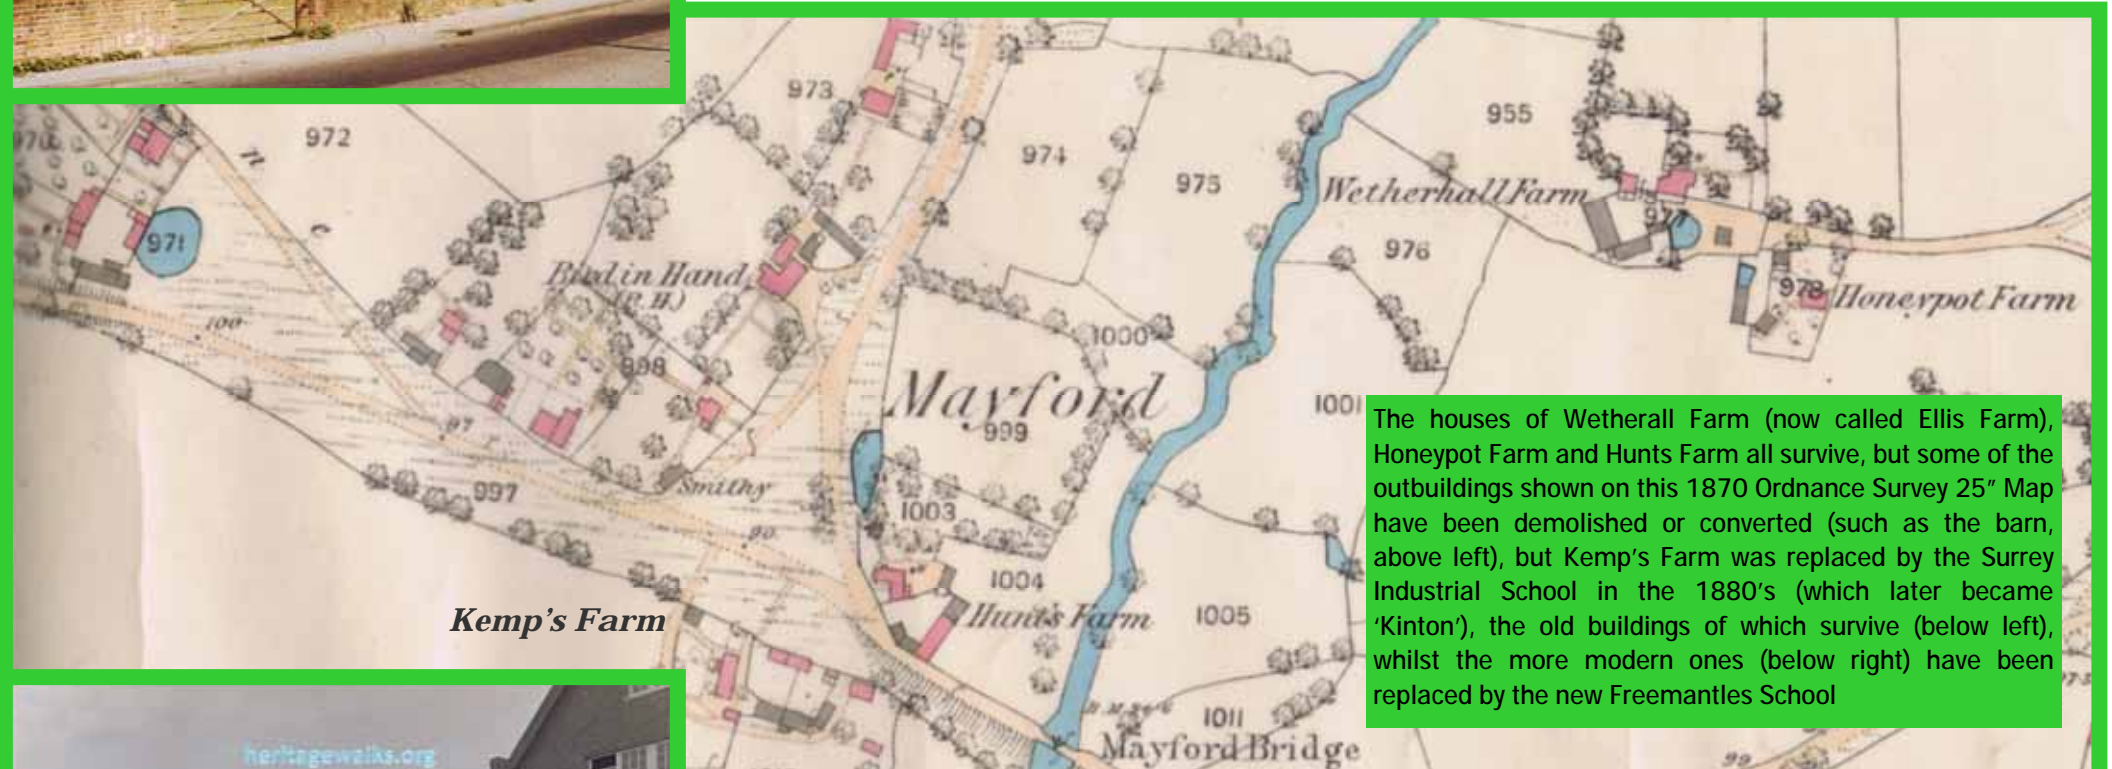 973
955
974
972
970
n
e
975
Wetherhall Farm
971
976
977
Bird in Hand
(P. H.)
978
Honeypot Farm
100
1000
998
Mayford
999
1001
97
Smithy
997
1003
90
1004
Kemp's Farm
Hunt's Farm
1005
1011
Mayford Bridge
99
The houses of Wetherall Farm (now called Ellis Farm),
Honeypot Farm and Hunts Farm all survive, but some of the
outbuildings shown on this 1870 Ordnance Survey 25" Map
have been demolished or converted (such as the barn,
above left), but Kemp's Farm was replaced by the Surrey
Industrial School in the 1880's (which later became
'Kinton'), the old buildings of which survive (below left),
whilst the more modern ones (below right) have been
replaced by the new Freemantles School
heritagewalks.org